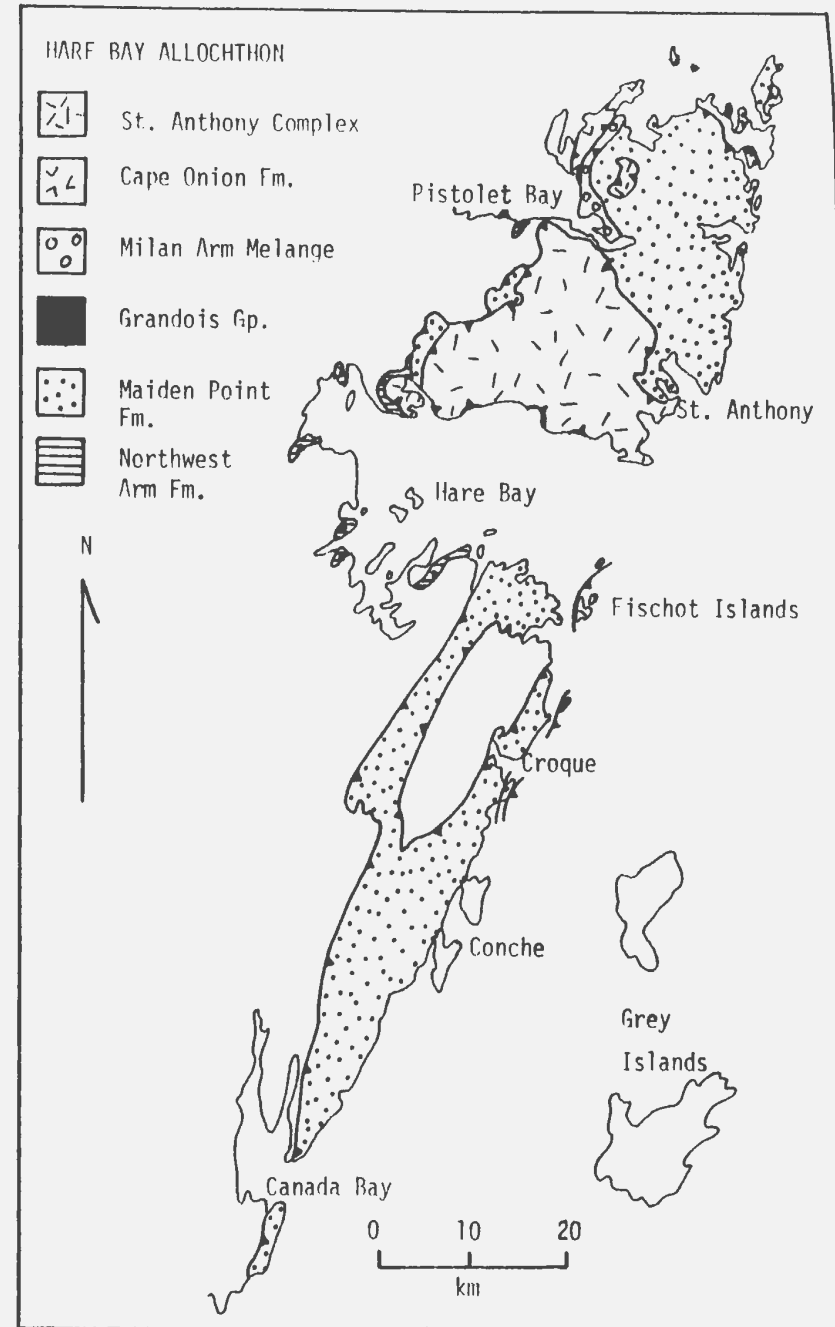 HARE BAY ALLOCHTHON
St. Anthony Complex
Cape Onion Fm.
Milan Arm Melange
Grandois Gp.
Maiden Point
Fm.
Northwest
Arm Fm.
N
Pistolet Bay
St. Anthony
Hare Bay
Fischot Islands
Croque
Conche
Grey
Islands
Canada Bay
0 10 20
km